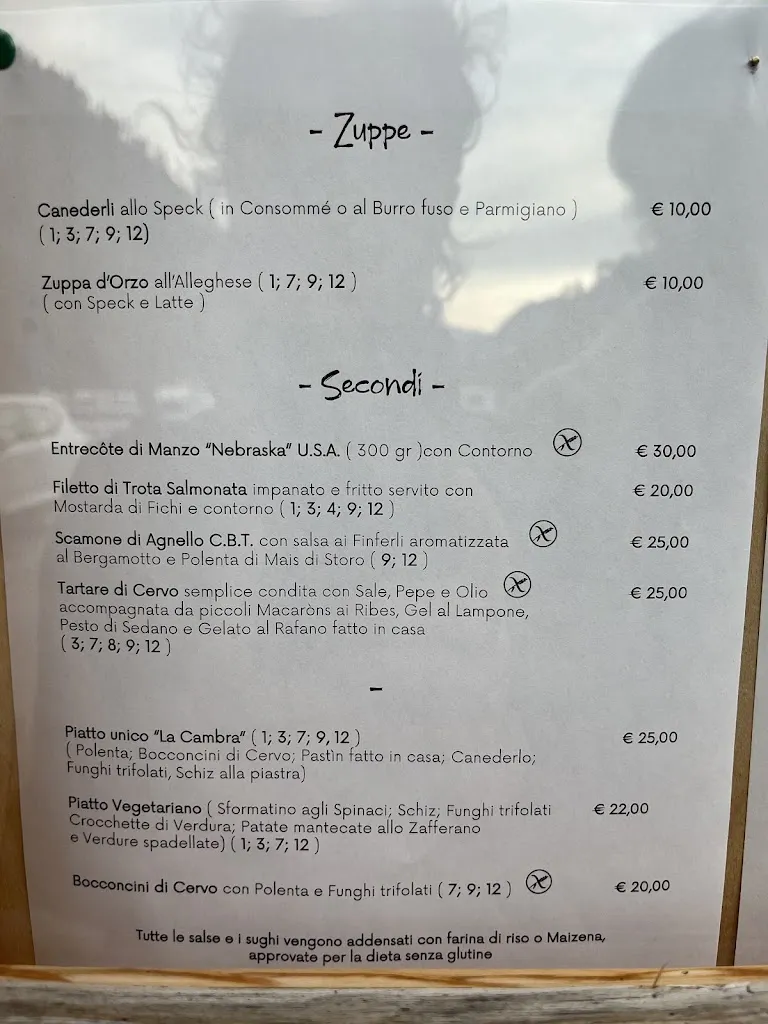 - Zuppe -
Canederli allo Speck ( in Consommé o al Burro fuso e Parmigiano ) € 10,00
( 1; 3; 7; 9; 12)
Zuppa d'Orzo all'Alleghese ( 1; 7; 9; 12 ) € 10,00
( con Speck e Latte )
- Secondi -
Entrecôte di Manzo "Nebraska" U.S.A. ( 300 gr )con Contorno € 30,00
Filetto di Trota Salmonata impanato e fritto servito con € 20,00
Mostarda di Fichi e contorno ( 1; 3; 4; 9; 12 )
Scamone di Agnello C.B.T. con salsa ai Finferli aromatizzata € 25,00
al Bergamotto e Polenta di Mais di Storo ( 9; 12 )
Tartare di Cervo semplice condita con Sale, Pepe e Olio € 25,00
accompagnata da piccoli Macaròns ai Ribes, Gel al Lampone,
Pesto di Sedano e Gelato al Rafano fatto in casa
( 3; 7; 8; 9; 12 )
-
Piatto unico "La Cambra" ( 1; 3; 7; 9, 12 ) € 25,00
( Polenta; Bocconcini di Cervo; Pastìn fatto in casa; Canederlo;
Funghi trifolati, Schiz alla piastra)
Piatto Vegetariano ( Sformatino agli Spinaci; Schiz; Funghi trifolati € 22,00
Crocchette di Verdura; Patate mantecate allo Zafferano
e Verdure spadellate) ( 1; 3; 7; 12 )
Bocconcini di Cervo con Polenta e Funghi trifolati ( 7; 9; 12 ) € 20,00
Tutte le salse e i sughi vengono addensati con farina di riso o Maizena,
approvate per la dieta senza glutine